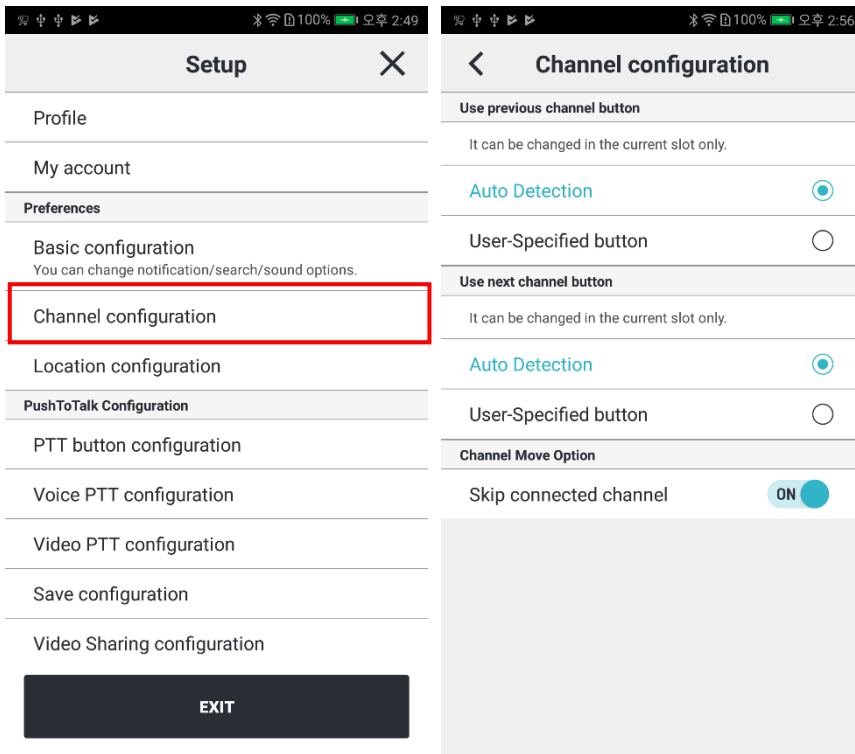 100% 오후 2:49
Setup
Profile
My account
Preferences
Basic configuration
You can change notification/search/sound options.
Channel configuration
Location configuration
PushToTalk Configuration
PTT button configuration
Voice PTT configuration
Video PTT configuration
Save configuration
Video Sharing configuration
EXIT
100% 오후 2:56
Channel configuration
Use previous channel button
It can be changed in the current slot only.
Auto Detection
User-Specified button
Use next channel button
It can be changed in the current slot only.
Auto Detection
User-Specified button
Channel Move Option
Skip connected channel ON